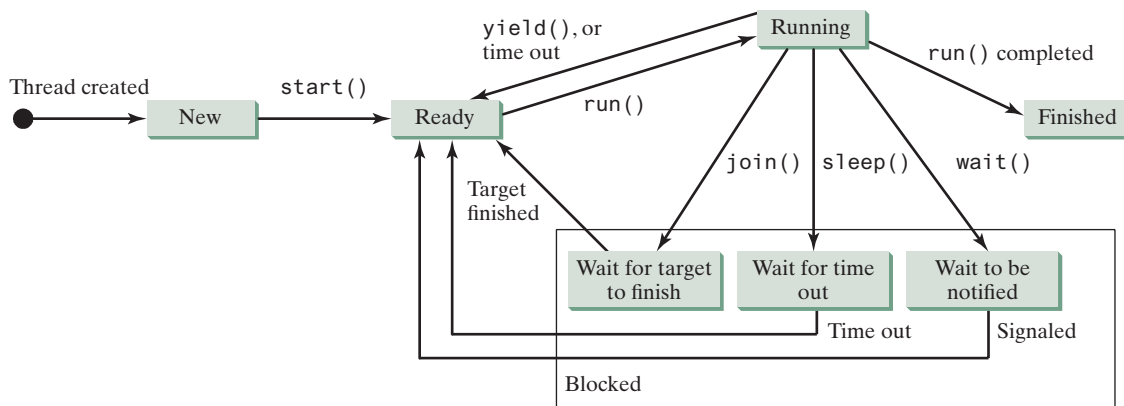 yield(), or
time out
Running
run() completed
Thread created
start()
New
Ready
run()
Finished
join()
sleep()
wait()
Target
finished
Wait for target
to finish
Wait for time
out
Wait to be
notified
Time out
Signaled
Blocked